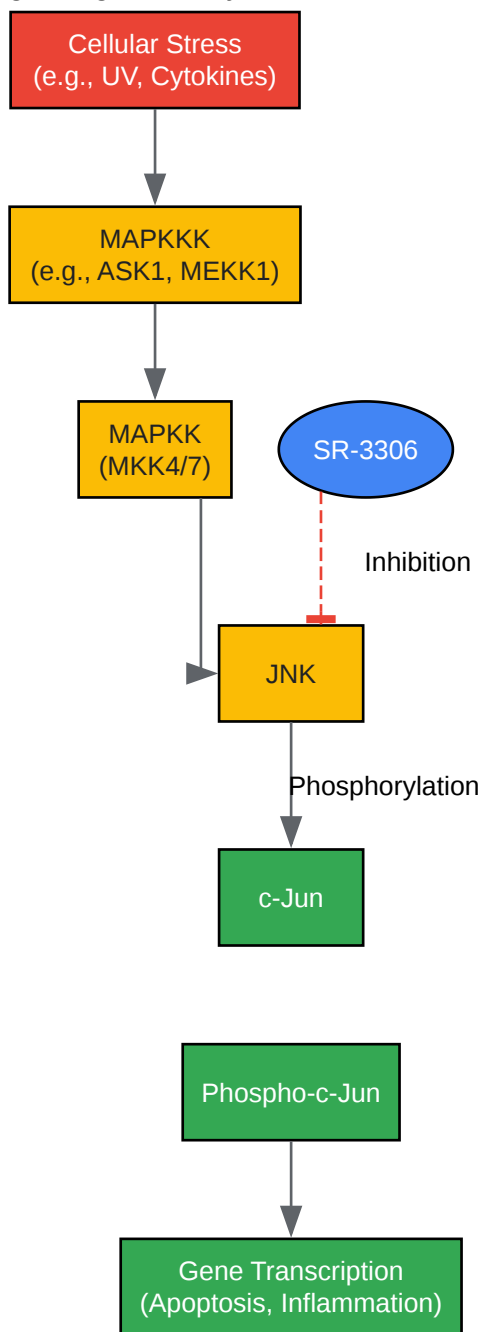 Cellular Stress
(e.g., UV, Cytokines)
MAPKKK
(e.g., ASK1, MEKK1)
MAPKK
(MKK4/7)
SR-3306
Inhibition
JNK
Phosphorylation
c-Jun
Phospho-c-Jun
Gene Transcription
(Apoptosis, Inflammation)